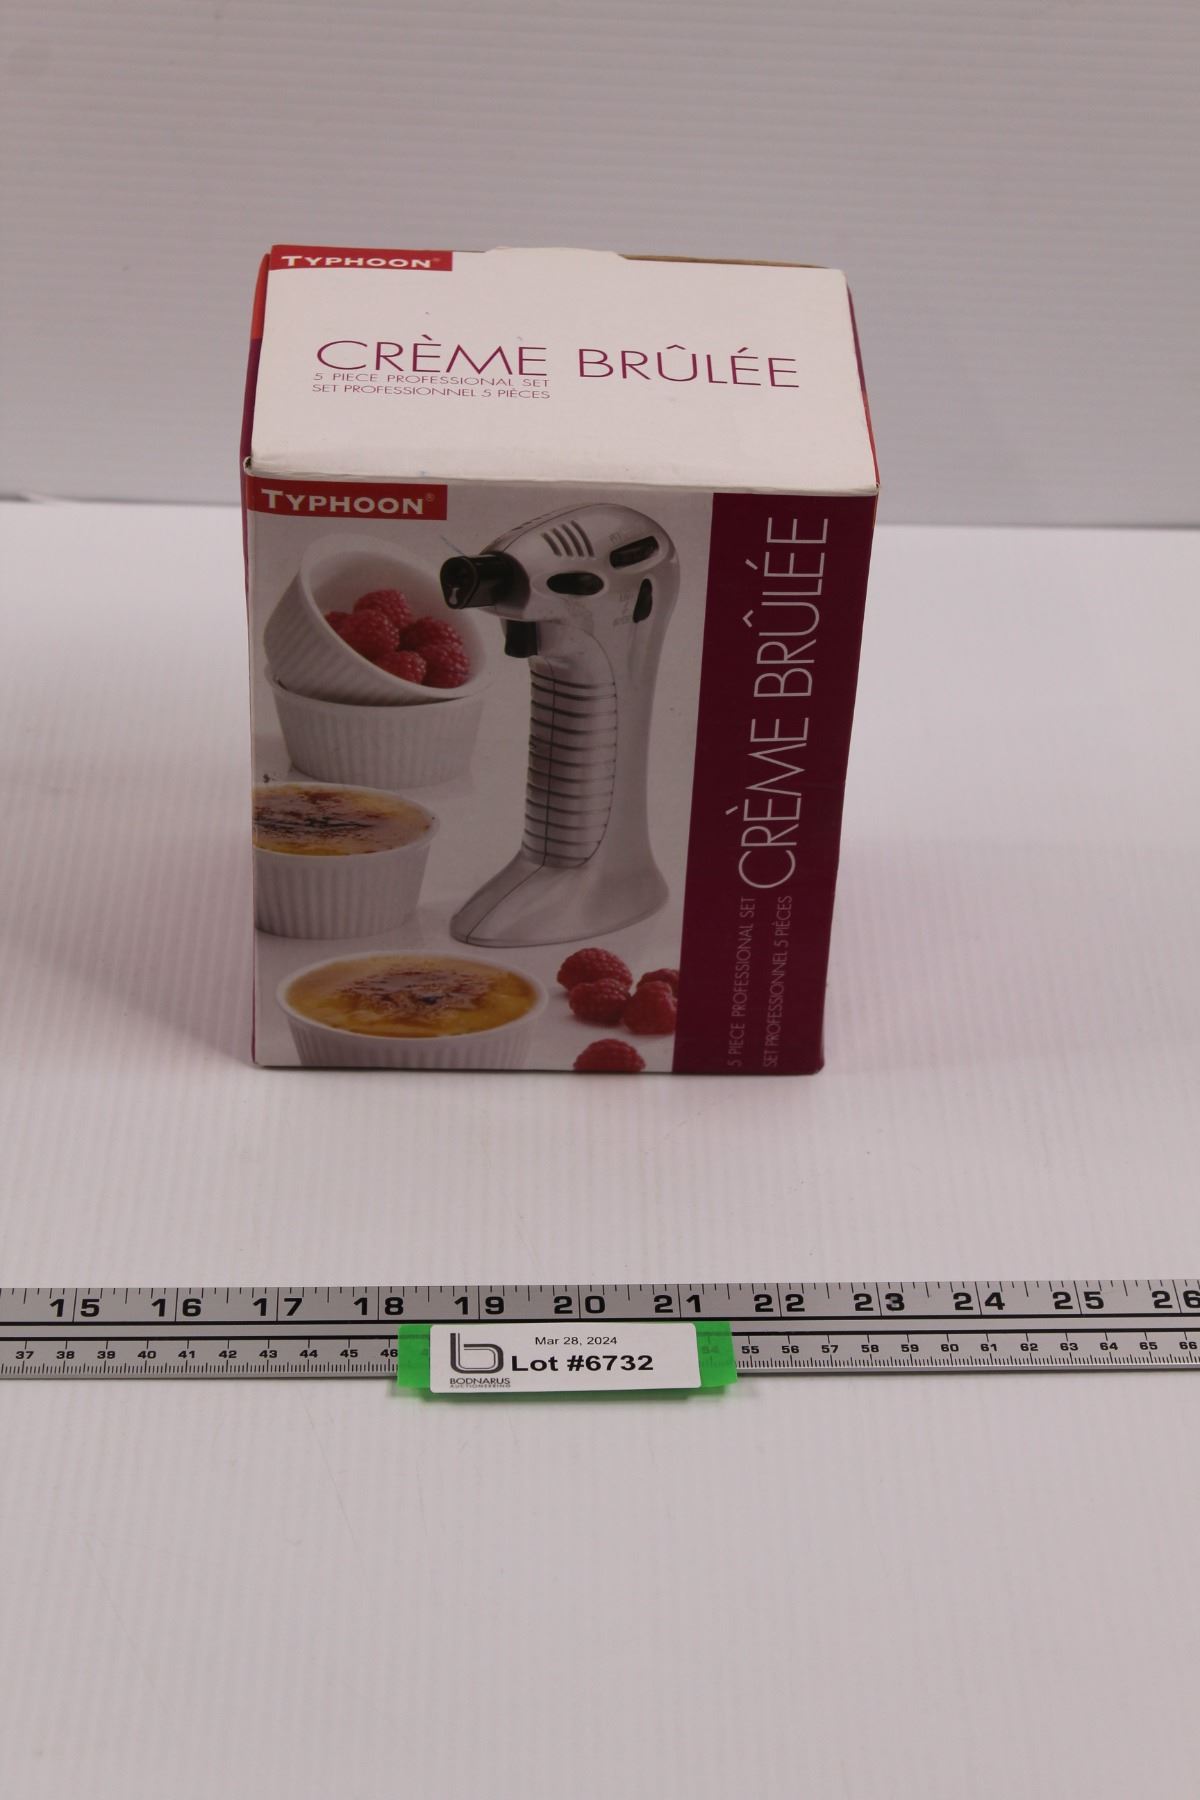 TYPHOON®
CRÈME BRÛLÉE
5 PIECE PROFESSIONAL SET
SET PROFESSIONNEL 5 PIÈCES
TYPHOON®
CRÈME BRÛLÉE
5 PIECE PROFESSIONAL SET
SET PROFESSIONNEL 5 PIÈCES
15 16 17 18 19 20 21 22 23 24 25 26
37 38 39 40 41 42 43 44 45 46 54 55 56 57 58 59 60 61 62 63 64 65 66
Mar 28, 2024
Lot #6732
BODNARUS
AUCTIONEERING